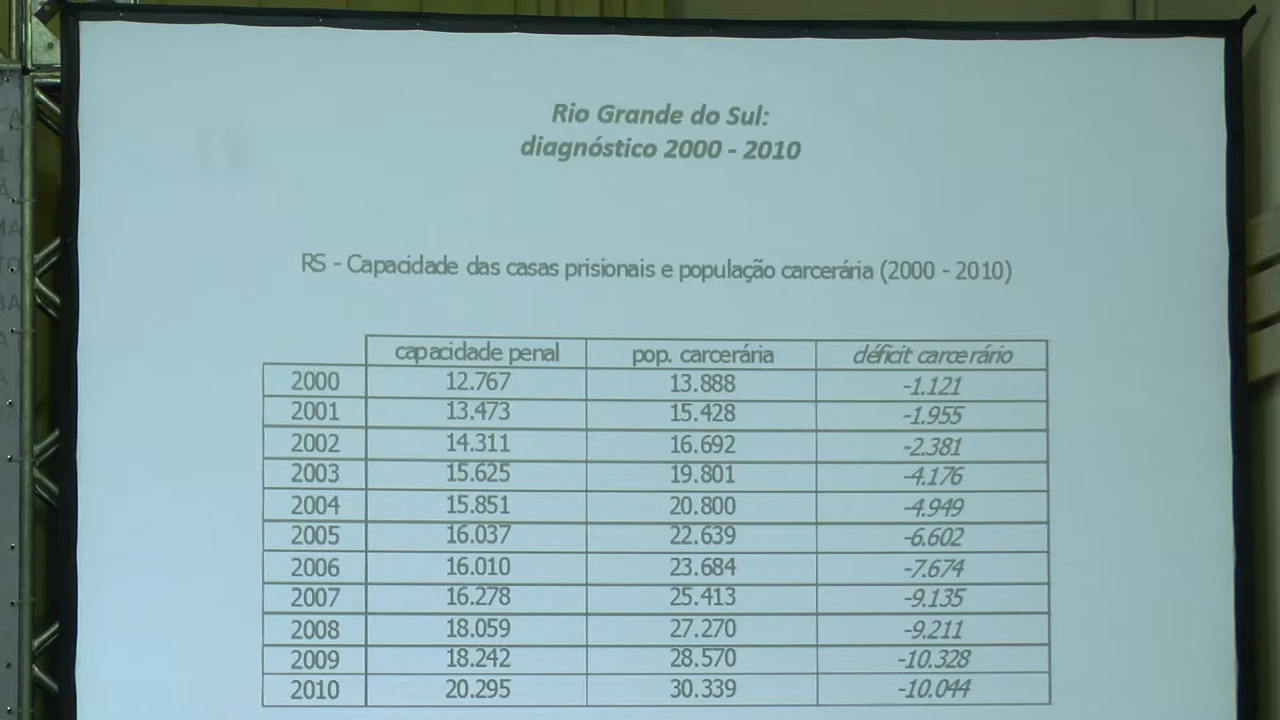 Rio Grande do Sul:
diagnóstico 2000 - 2010
RS - Capacidade das casas prisionais e população carcerária (2000 - 2010)
capacidade penal pop. carcerária déficit carcerário
2000 12.767 13.888 -1.121
2001 13.473 15.428 -1.955
2002 14.311 16.692 -2.381
2003 15.625 19.801 -4.176
2004 15.851 20.800 -4.949
2005 16.037 22.639 -6.602
2006 16.010 23.684 -7.674
2007 16.278 25.413 -9.135
2008 18.059 27.270 -9.211
2009 18.242 28.570 -10.328
2010 20.295 30.339 -10.044